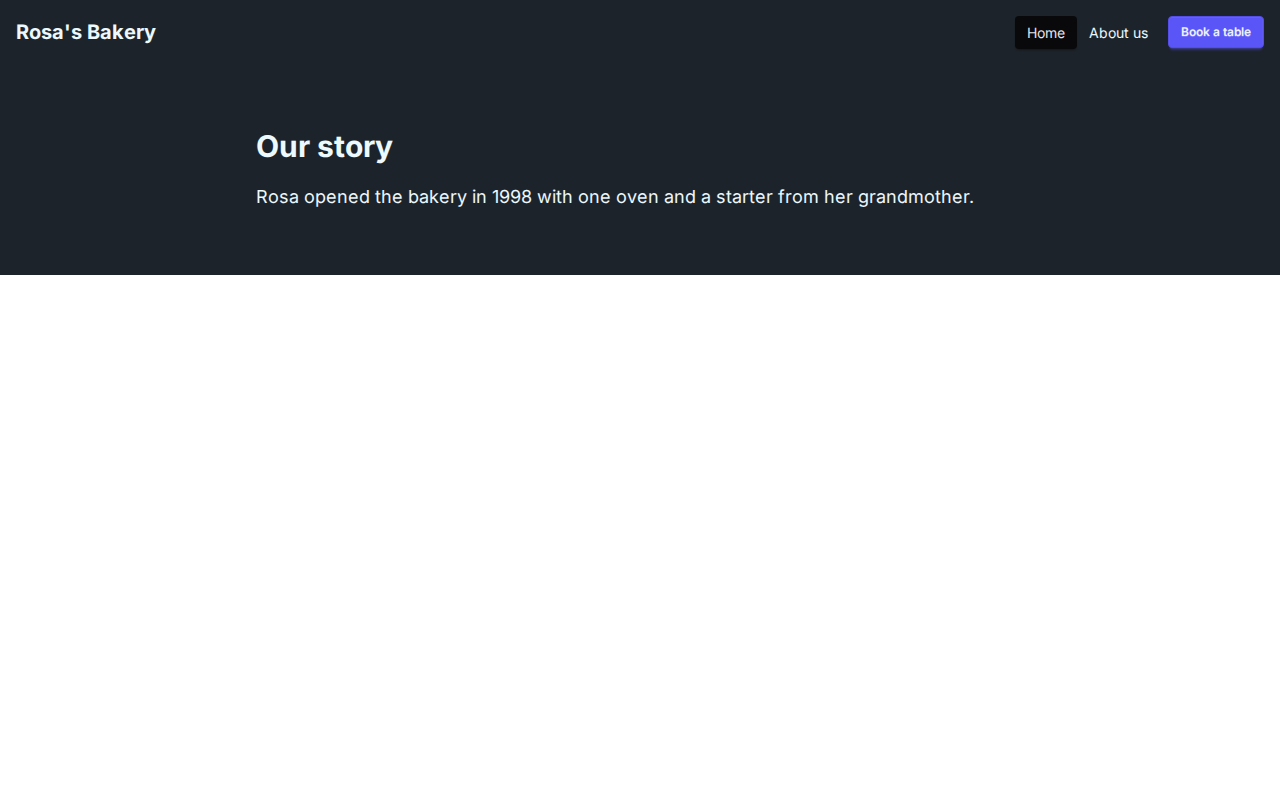 Rosa's Bakery
Home
About us
Book a table
Our story
Rosa opened the bakery in 1998 with one oven and a starter from her grandmother.